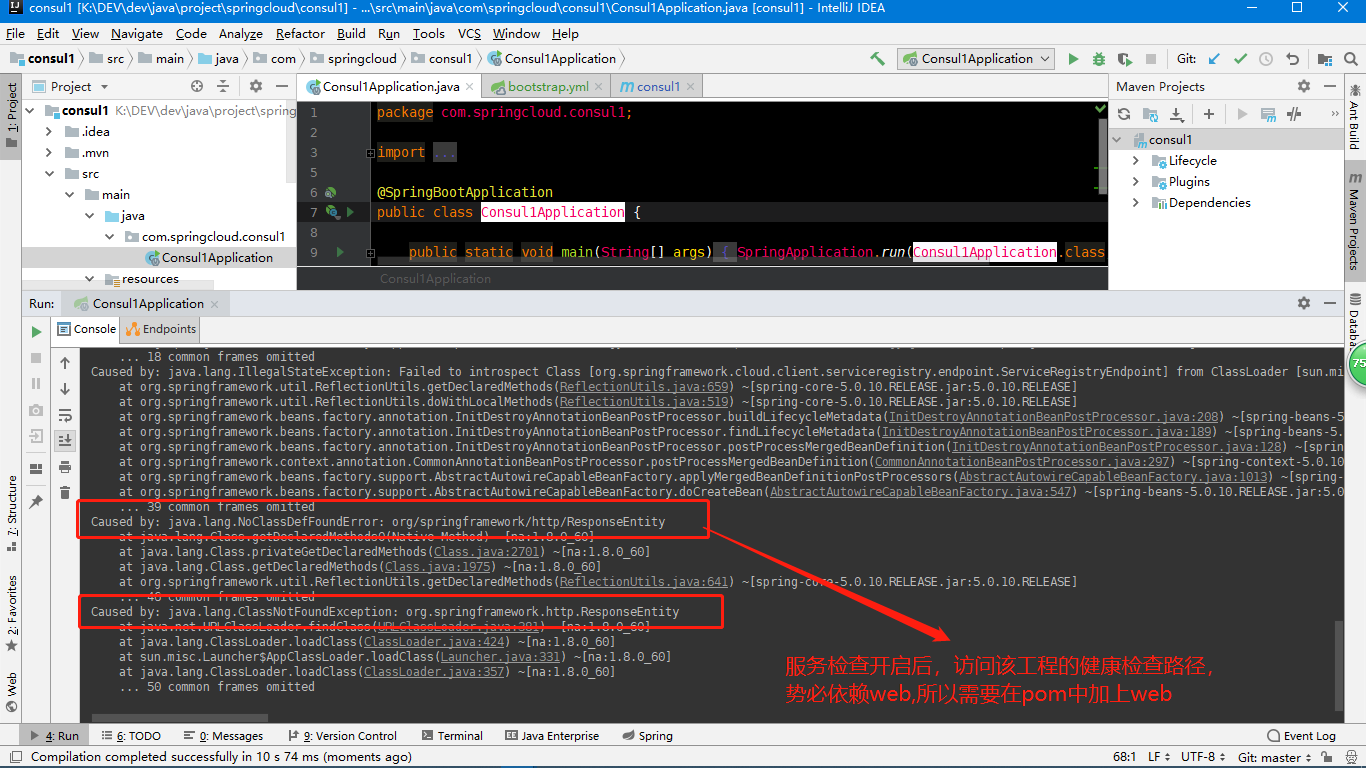 consul1 [K:\DEV\dev\java\project\springcloud\consul1] - ...\src\main\java\com\springcloud\consul1\Consul1Application.java [consul1] - IntelliJ IDEA
File Edit View Navigate Code Analyze Refactor Build Run Tools VCS Window Help
consul1 src main java com springcloud consul1 Consul1Application
Consul1Application Git:
1: Project
Project
Consul1Application.java bootstrap.yml consul1
Maven Projects
consul1 K:\DEV\dev\java\project\spring
.idea
.mvn
src
main
java
com.springcloud.consul1
Consul1Application
resources
1 package com.springcloud.consul1;
2
3 import ...
5
6 @SpringBootApplication
7 public class Consul1Application {
8
9 public static void main(String[] args) { SpringApplication.run(Consul1Application.class
Consul1Application
consul1
Lifecycle
Plugins
Dependencies
Ant Build
Maven Projects
Database
75
Run: Consul1Application
Console Endpoints
... 18 common frames omitted
Caused by: java.lang.IllegalStateException: Failed to introspect Class [org.springframework.cloud.client.serviceregistry.endpoint.ServiceRegistryEndpoint] from ClassLoader [sun.mi
at org.springframework.util.ReflectionUtils.getDeclaredMethods(ReflectionUtils.java:659) ~[spring-core-5.0.10.RELEASE.jar:5.0.10.RELEASE]
at org.springframework.util.ReflectionUtils.doWithLocalMethods(ReflectionUtils.java:519) ~[spring-core-5.0.10.RELEASE.jar:5.0.10.RELEASE]
at org.springframework.beans.factory.annotation.InitDestroyAnnotationBeanPostProcessor.buildLifecycleMetadata(InitDestroyAnnotationBeanPostProcessor.java:208) ~[spring-beans-5
at org.springframework.beans.factory.annotation.InitDestroyAnnotationBeanPostProcessor.findLifecycleMetadata(InitDestroyAnnotationBeanPostProcessor.java:189) ~[spring-beans-5.
at org.springframework.beans.factory.annotation.InitDestroyAnnotationBeanPostProcessor.postProcessMergedBeanDefinition(InitDestroyAnnotationBeanPostProcessor.java:128) ~[sprin
at org.springframework.context.annotation.CommonAnnotationBeanPostProcessor.postProcessMergedBeanDefinition(CommonAnnotationBeanPostProcessor.java:297) ~[spring-context-5.0.10
at org.springframework.beans.factory.support.AbstractAutowireCapableBeanFactory.applyMergedBeanDefinitionPostProcessors(AbstractAutowireCapableBeanFactory.java:1013) ~[spring-
at org.springframework.beans.factory.support.AbstractAutowireCapableBeanFactory.doCreateBean(AbstractAutowireCapableBeanFactory.java:547) ~[spring-beans-5.0.10.RELEASE.jar:5.0
... 39 common frames omitted
Caused by: java.lang.NoClassDefFoundError: org/springframework/http/ResponseEntity
at java.lang.Class.getDeclaredMethods0(Native Method) ~[na:1.8.0_60]
at java.lang.Class.privateGetDeclaredMethods(Class.java:2701) ~[na:1.8.0_60]
at java.lang.Class.getDeclaredMethods(Class.java:1975) ~[na:1.8.0_60]
at org.springframework.util.ReflectionUtils.getDeclaredMethods(ReflectionUtils.java:641) ~[spring-core-5.0.10.RELEASE.jar:5.0.10.RELEASE]
... 46 common frames omitted
Caused by: java.lang.ClassNotFoundException: org.springframework.http.ResponseEntity
at java.net.URLClassLoader.findClass(URLClassLoader.java:381) ~[na:1.8.0_60]
at java.lang.ClassLoader.loadClass(ClassLoader.java:424) ~[na:1.8.0_60]
at sun.misc.Launcher$AppClassLoader.loadClass(Launcher.java:331) ~[na:1.8.0_60]
at java.lang.ClassLoader.loadClass(ClassLoader.java:357) ~[na:1.8.0_60]
... 50 common frames omitted
服务检查开启后，访问该工程的健康检查路径，
势必依赖web,所以需要在pom中加上web
7: Structure
2: Favorites
Web
4: Run 6: TODO 0: Messages 9: Version Control Terminal Java Enterprise Spring Event Log
Compilation completed successfully in 10 s 74 ms (moments ago) 68:1 LF UTF-8 Git: master